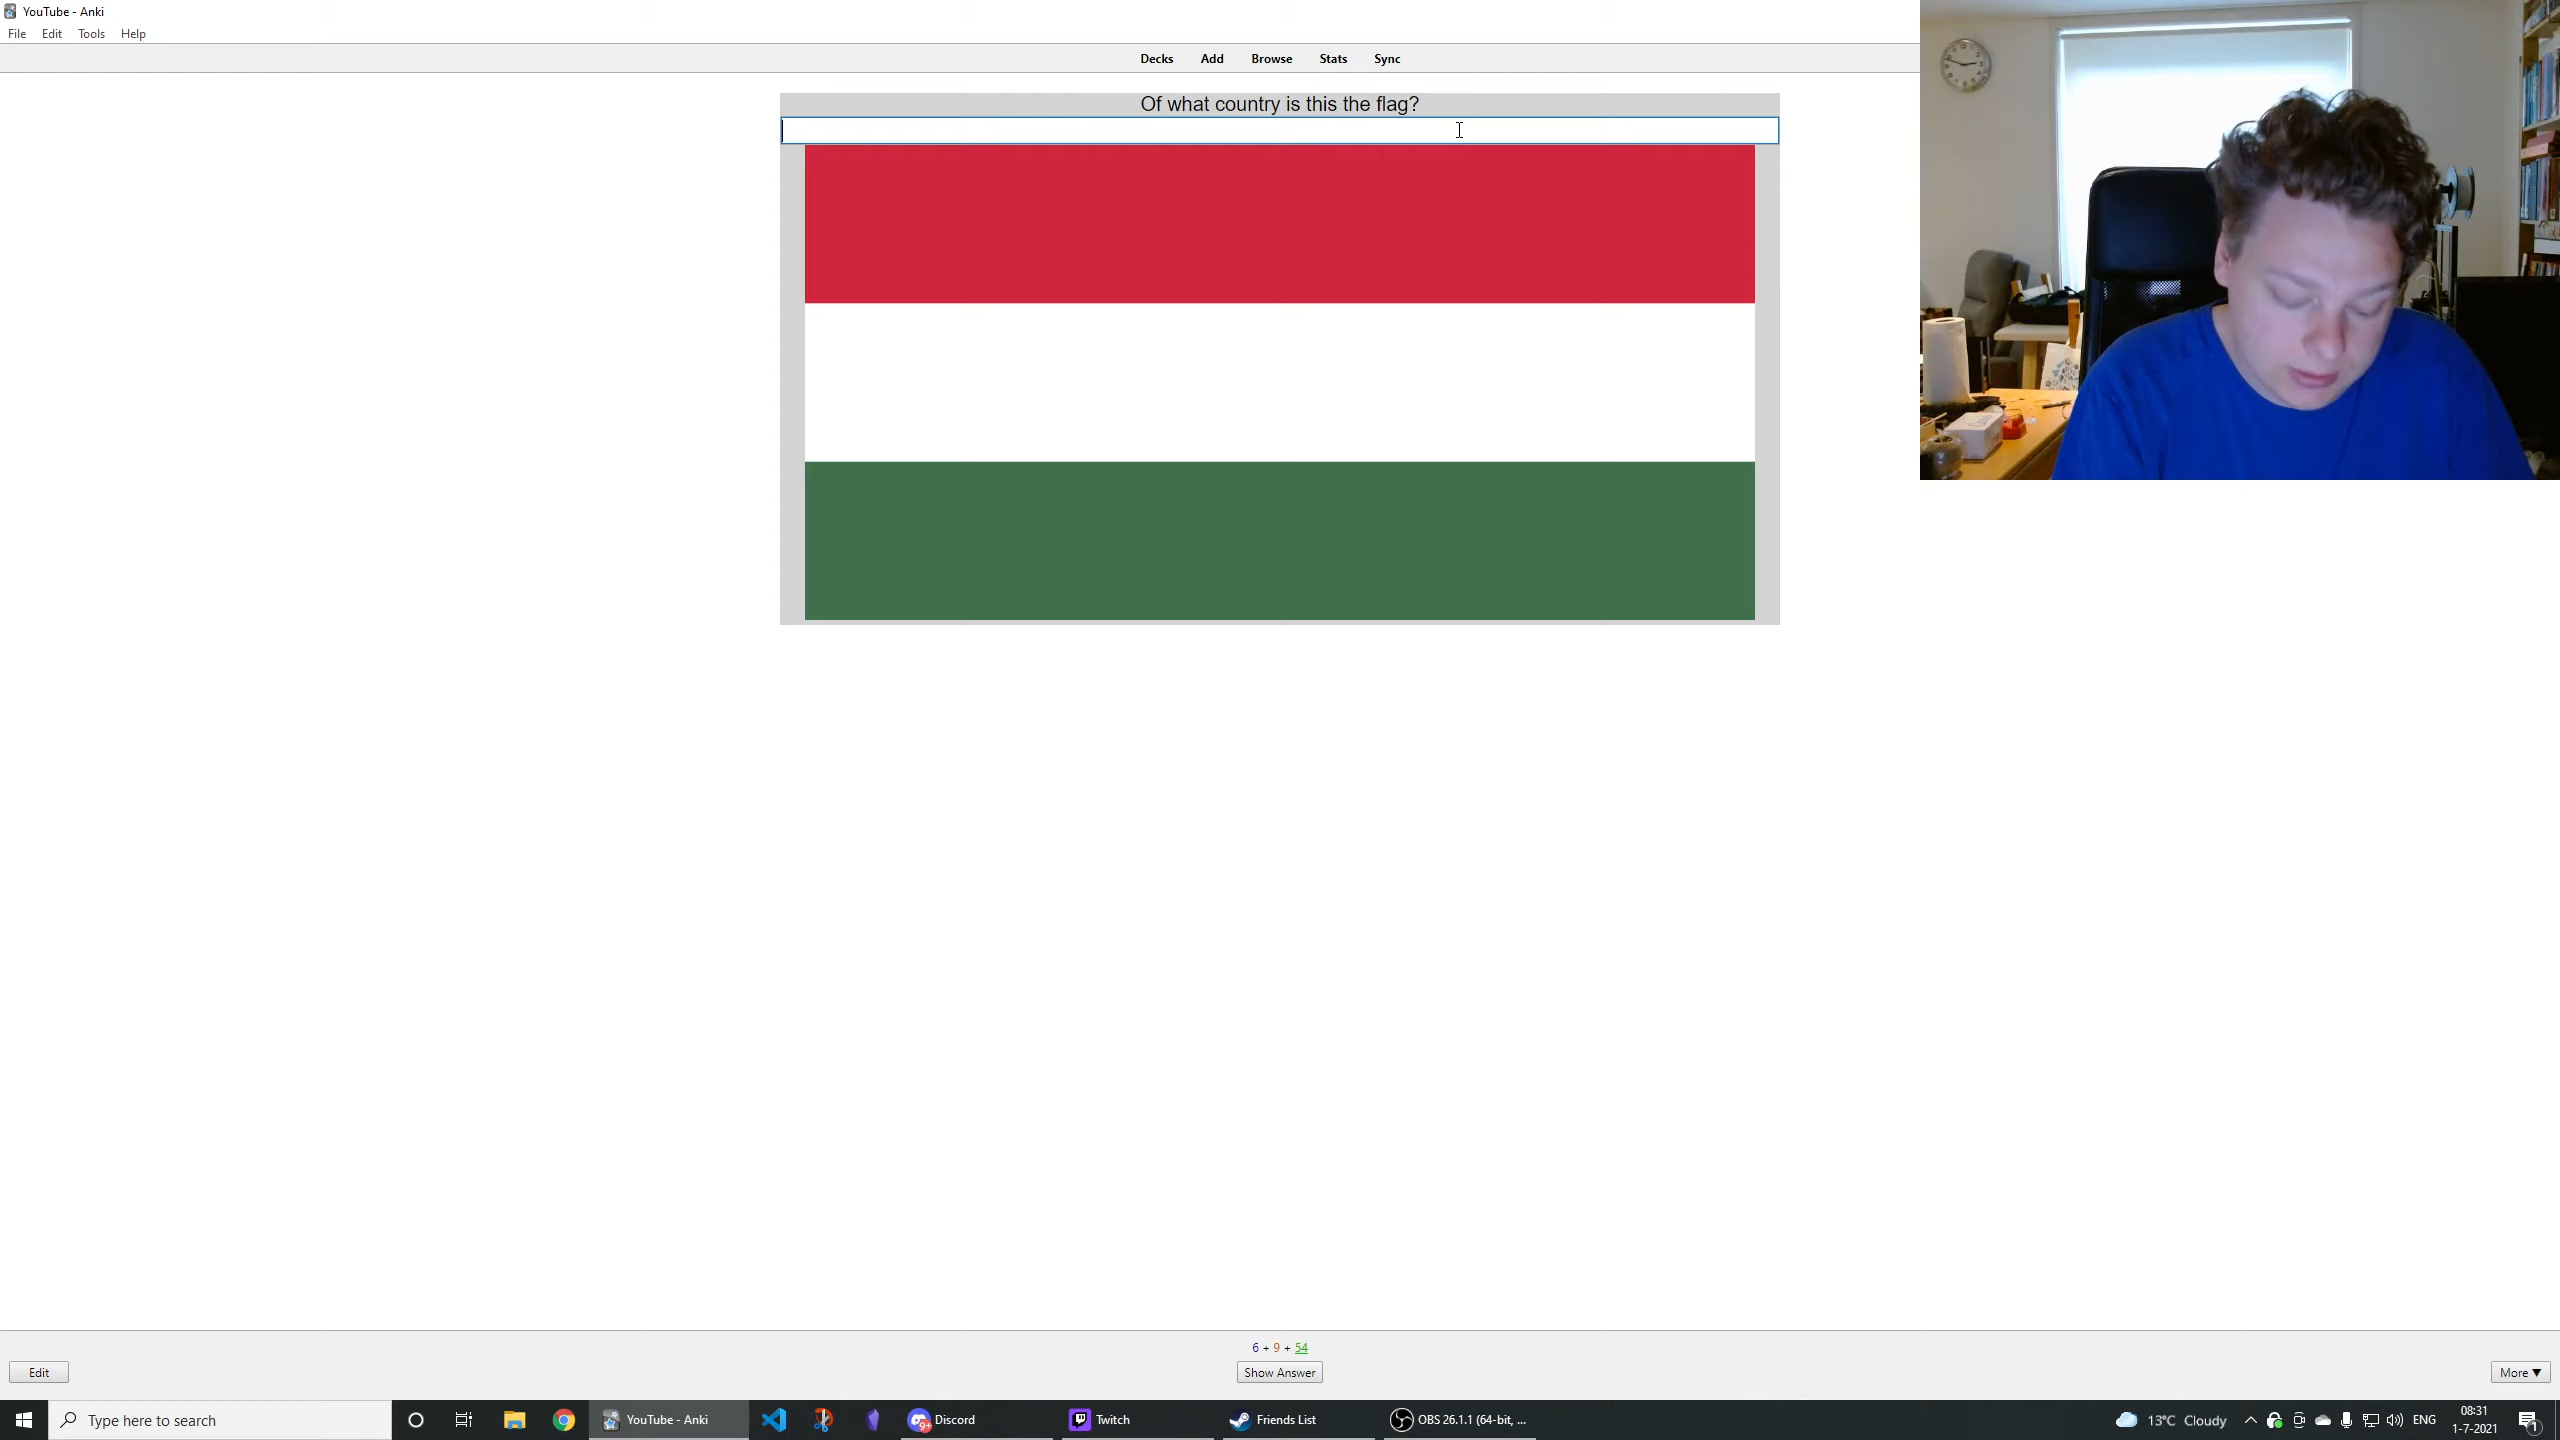 YouTube - Anki
File Edit Tools Help
Decks Add Browse Stats Sync
Of what country is this the flag?
6 + 9 + 54
Edit
Show Answer
More ▼
Type here to search
YouTube - Anki
9+
Discord
Twitch
Friends List
OBS 26.1.1 (64-bit, ...
13°C Cloudy
ENG
08:31
1-7-2021
1